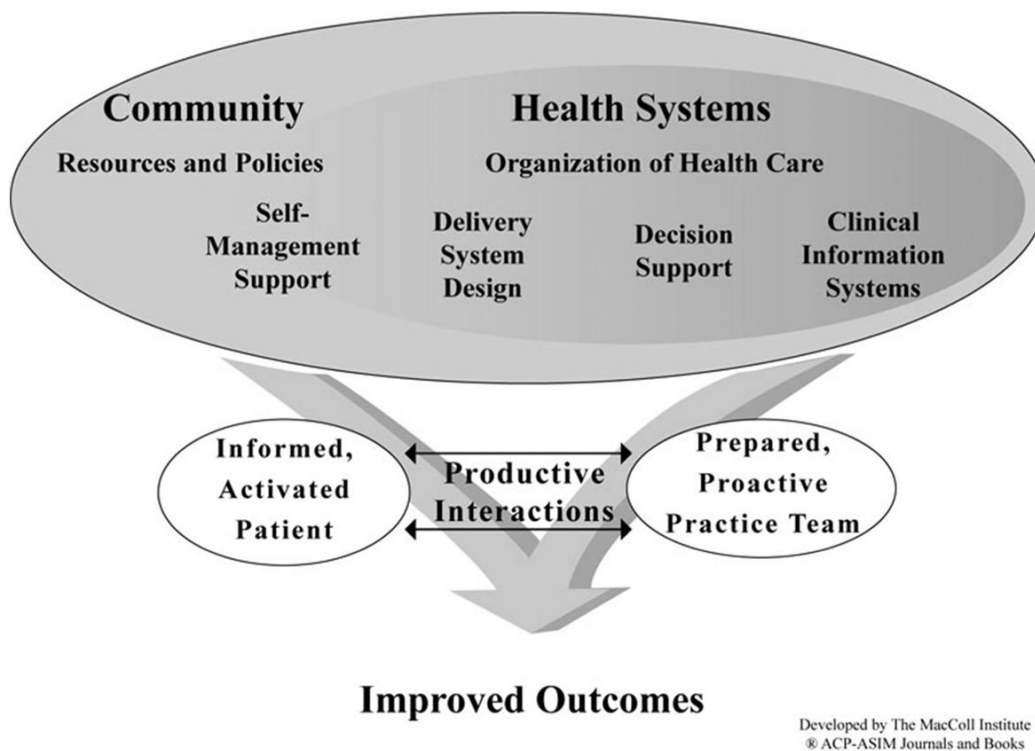 Community
Resources and Policies
Health Systems
Organization of Health Care
Self-
Management
Support
Delivery
System
Design
Decision
Support
Clinical
Information
Systems
Informed,
Activated
Patient
Productive
Interactions
Prepared,
Proactive
Practice Team
Improved Outcomes
Developed by The MacColl Institute
® ACP-ASIM Journals and Books